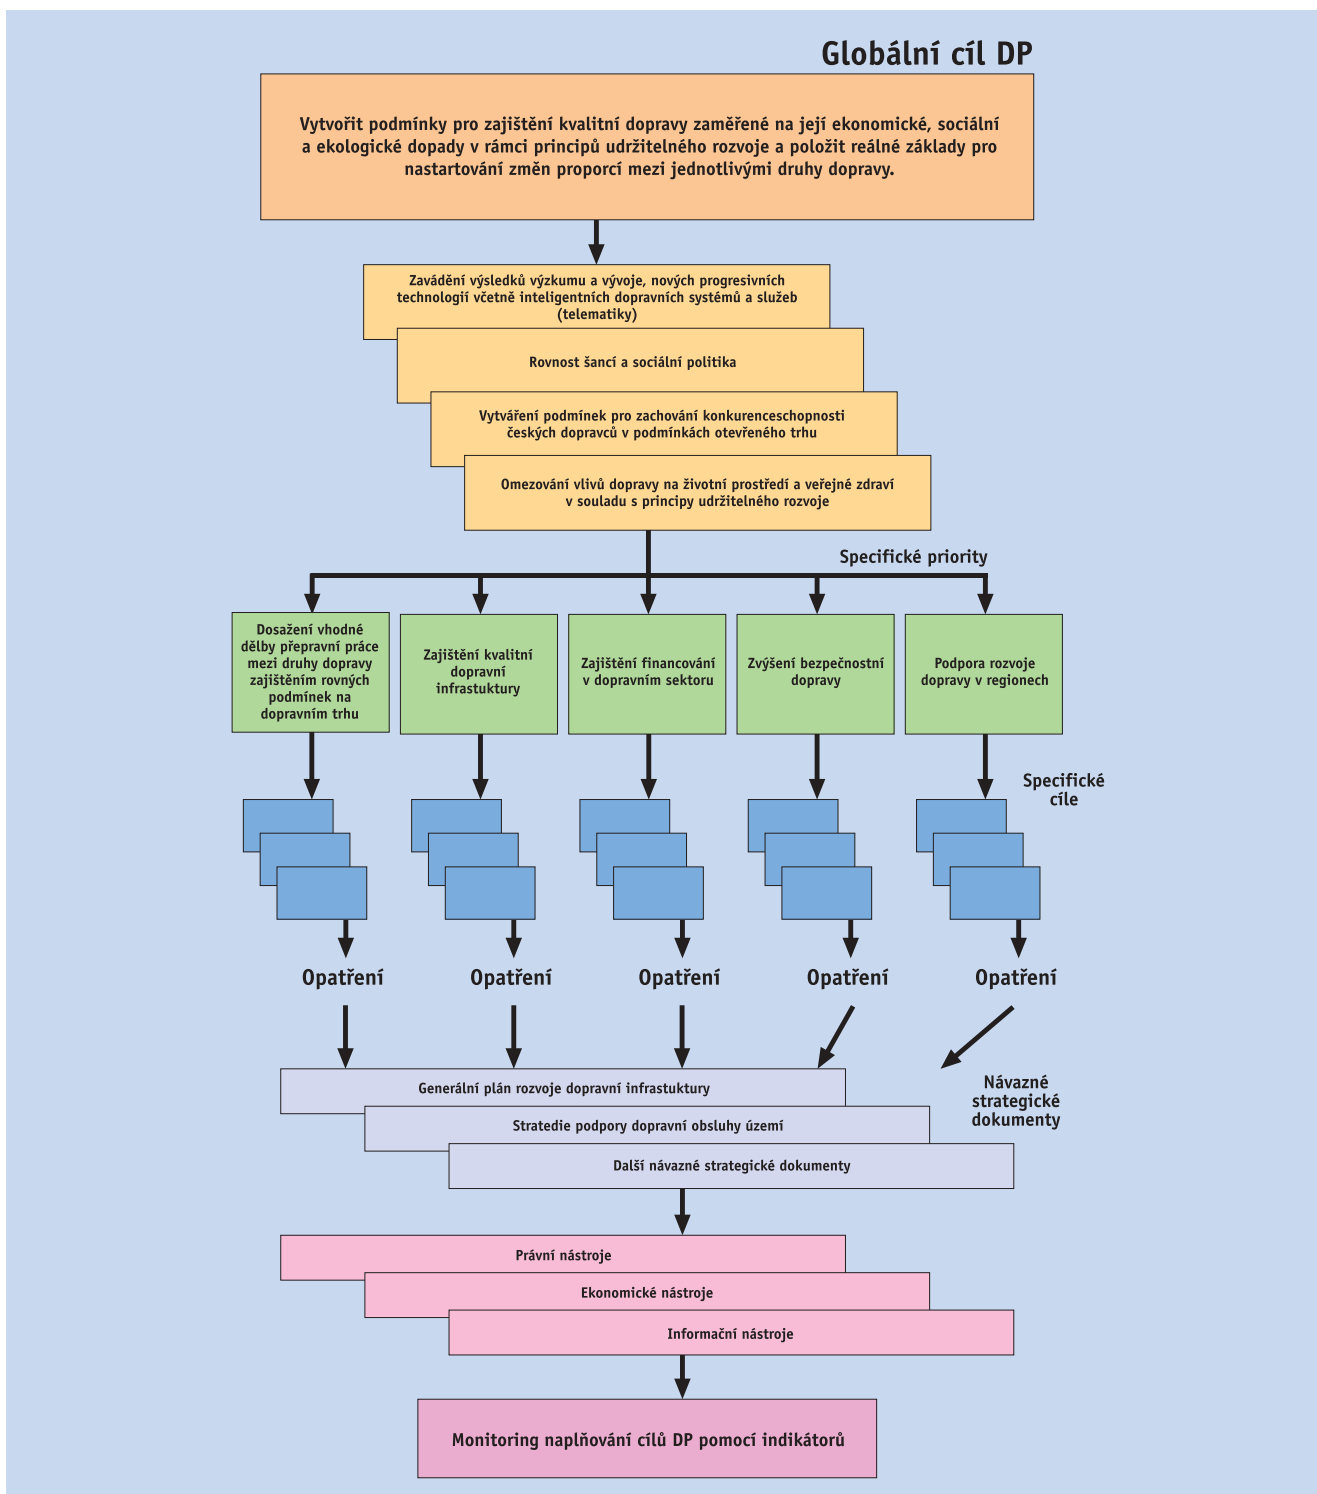 Globální cíl DP
Vytvořit podmínky pro zajištění kvalitní dopravy zaměřené na její ekonomické, sociální
a ekologické dopady v rámci principů udržitelného rozvoje a položit reálné základy pro
nastartování změn proporcí mezi jednotlivými druhy dopravy.
Zavádění výsledků výzkumu a vývoje, nových progresivních
technologií včetně inteligentních dopravních systémů a služeb
(telematiky)
Rovnost šancí a sociální politika
Vytváření podmínek pro zachování konkurenceschopnosti
českých dopravců v podmínkách otevřeného trhu
Omezování vlivů dopravy na životní prostředí a veřejné zdraví
v souladu s principy udržitelného rozvoje
Specifické priority
Dosažení vhodné
dělby přepravní práce
mezi druhy dopravy
zajištěním rovných
podmínek na
dopravním trhu
Zajištění kvalitní
dopravní
infrastuktury
Zajištění financování
v dopravním sektoru
Zvýšení bezpečnostní
dopravy
Podpora rozvoje
dopravy v regionech
Specifické
cíle
Opatření
Opatření
Opatření
Opatření
Opatření
Návazné
strategické
dokumenty
Generální plán rozvoje dopravní infrastuktury
Stratedie podpory dopravní obsluhy území
Další návazné strategické dokumenty
Právní nástroje
Ekonomické nástroje
Informační nástroje
Monitoring naplňování cílů DP pomocí indikátorů